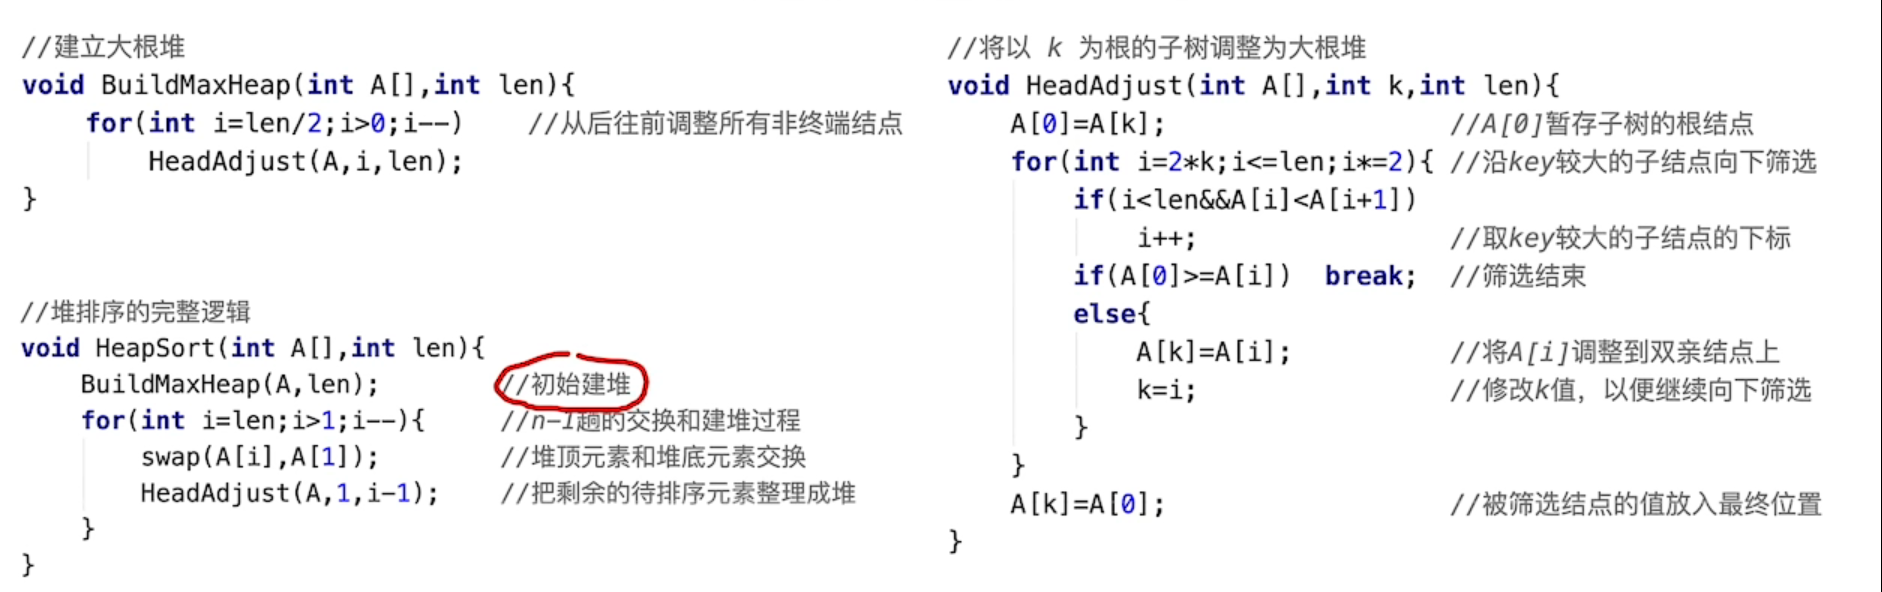 //建立大根堆
void BuildMaxHeap(int A[],int len){
    for(int i=len/2;i>0;i--)    //从后往前调整所有非终端结点
        HeadAdjust(A,i,len);
}
//堆排序的完整逻辑
void HeapSort(int A[],int len){
    BuildMaxHeap(A,len);        //初始建堆
    for(int i=len;i>1;i--){     //n-1趟的交换和建堆过程
        swap(A[i],A[1]);        //堆顶元素和堆底元素交换
        HeadAdjust(A,1,i-1);    //把剩余的待排序元素整理成堆
    }
}
//将以 k 为根的子树调整为大根堆
void HeadAdjust(int A[],int k,int len){
    A[0]=A[k];                      //A[0]暂存子树的根结点
    for(int i=2*k;i<=len;i*=2){ //沿key较大的子结点向下筛选
        if(i<len&&A[i]<A[i+1])
            i++;                    //取key较大的子结点的下标
        if(A[0]>=A[i])  break;  //筛选结束
        else{
            A[k]=A[i];              //将A[i]调整到双亲结点上
            k=i;                    //修改k值，以便继续向下筛选
        }
    }
    A[k]=A[0];                      //被筛选结点的值放入最终位置
}